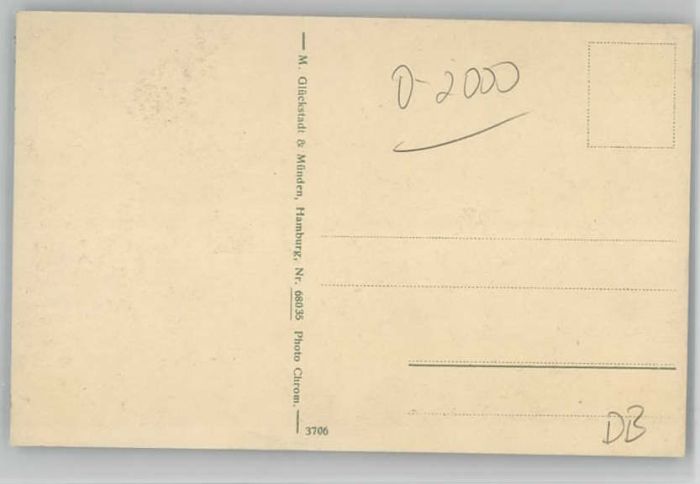 M. Glückstadt & Münden, Hamburg, Nr. 68035 Photo Chrom.
3706
D-2000
DB